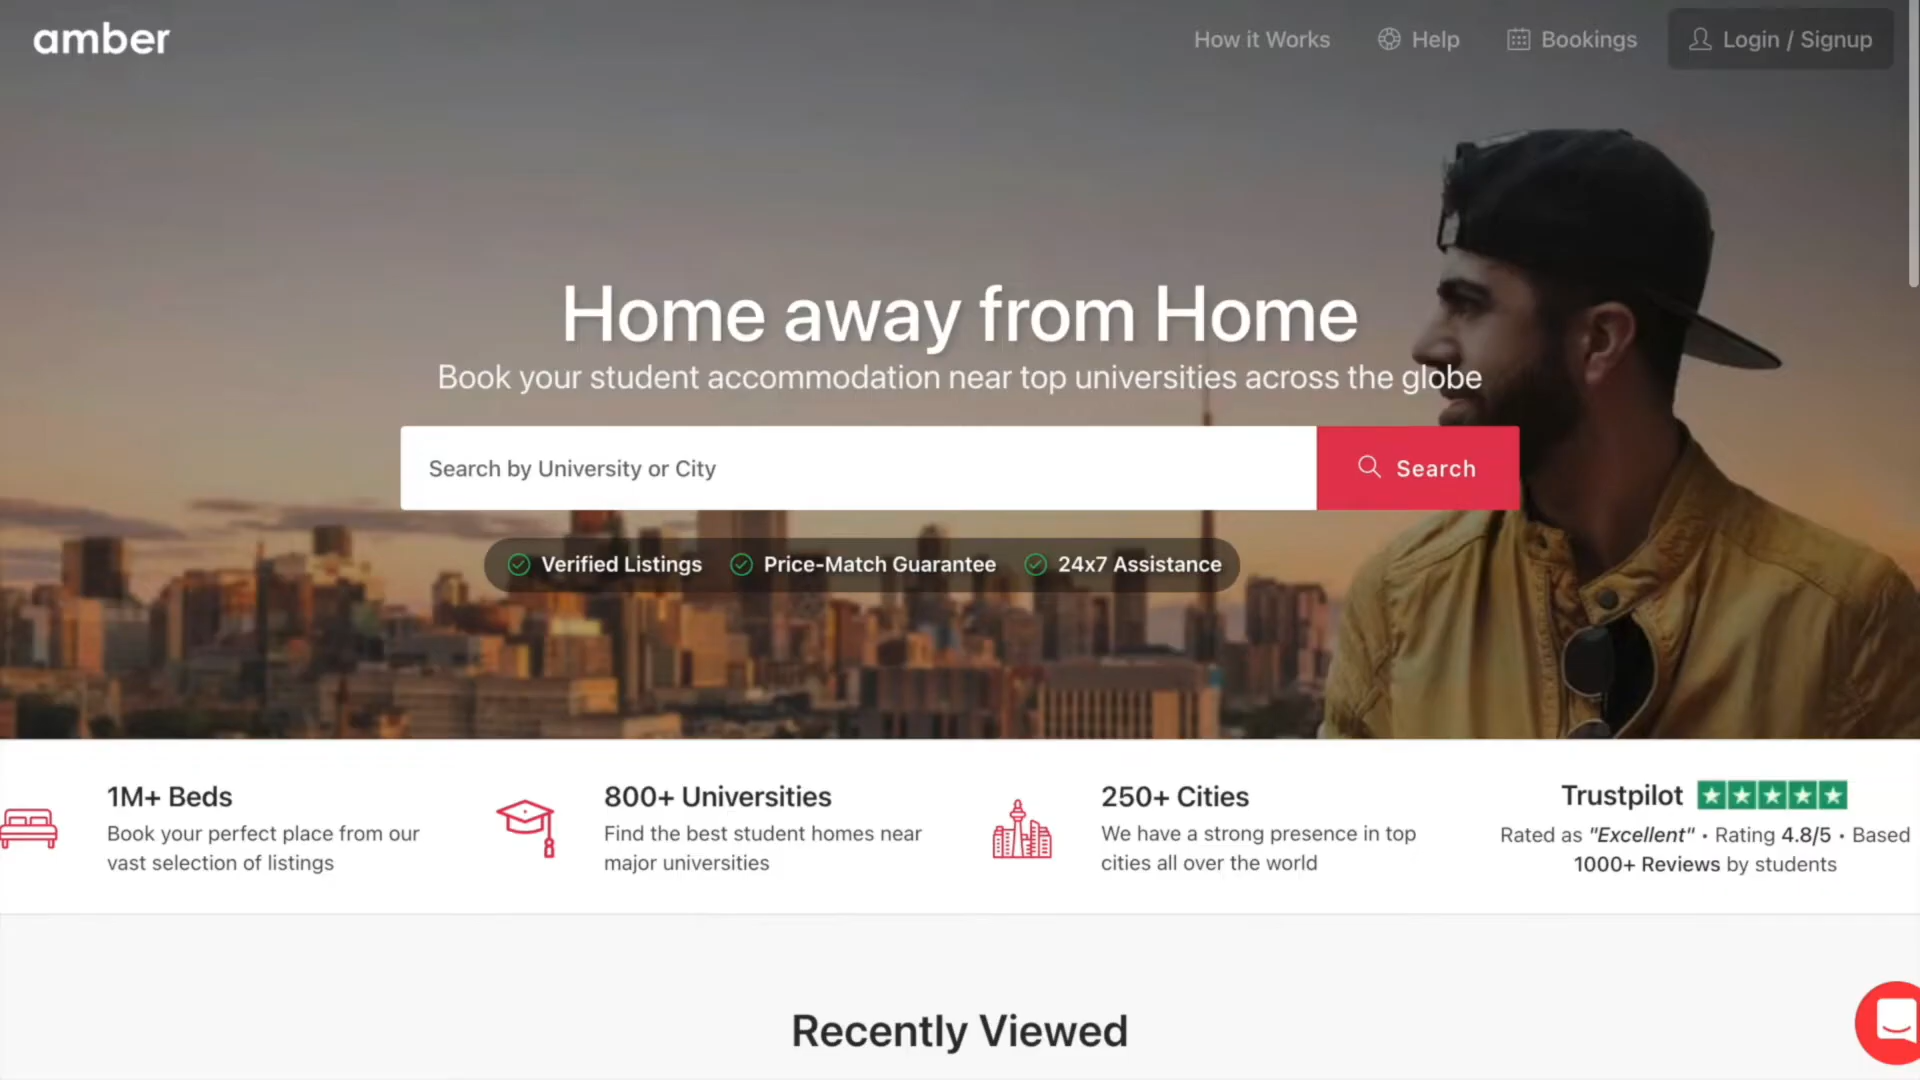 amber
How it Works
Help
Bookings
Login / Signup
Home away from Home
Book your student accommodation near top universities across the globe
Search by University or City
Search
Verified Listings
Price-Match Guarantee
24x7 Assistance
1M+ Beds
Book your perfect place from our
vast selection of listings
800+ Universities
Find the best student homes near
major universities
250+ Cities
We have a strong presence in top
cities all over the world
Trustpilot
Rated as "Excellent" • Rating 4.8/5 • Based
1000+ Reviews by students
Recently Viewed